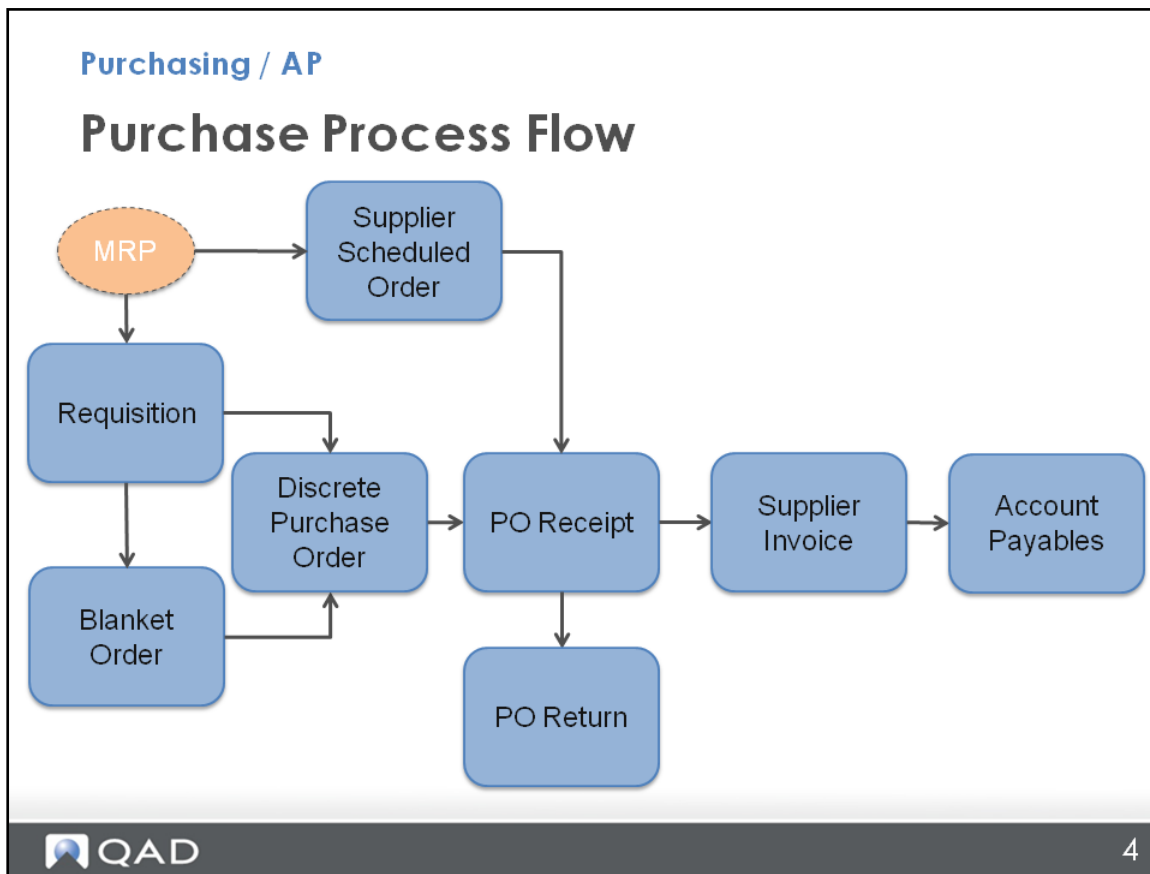 Purchasing / AP
Purchase Process Flow
MRP
Supplier
Scheduled
Order
Requisition
Discrete
Purchase
Order
PO Receipt
Supplier
Invoice
Account
Payables
Blanket
Order
PO Return
QAD
4